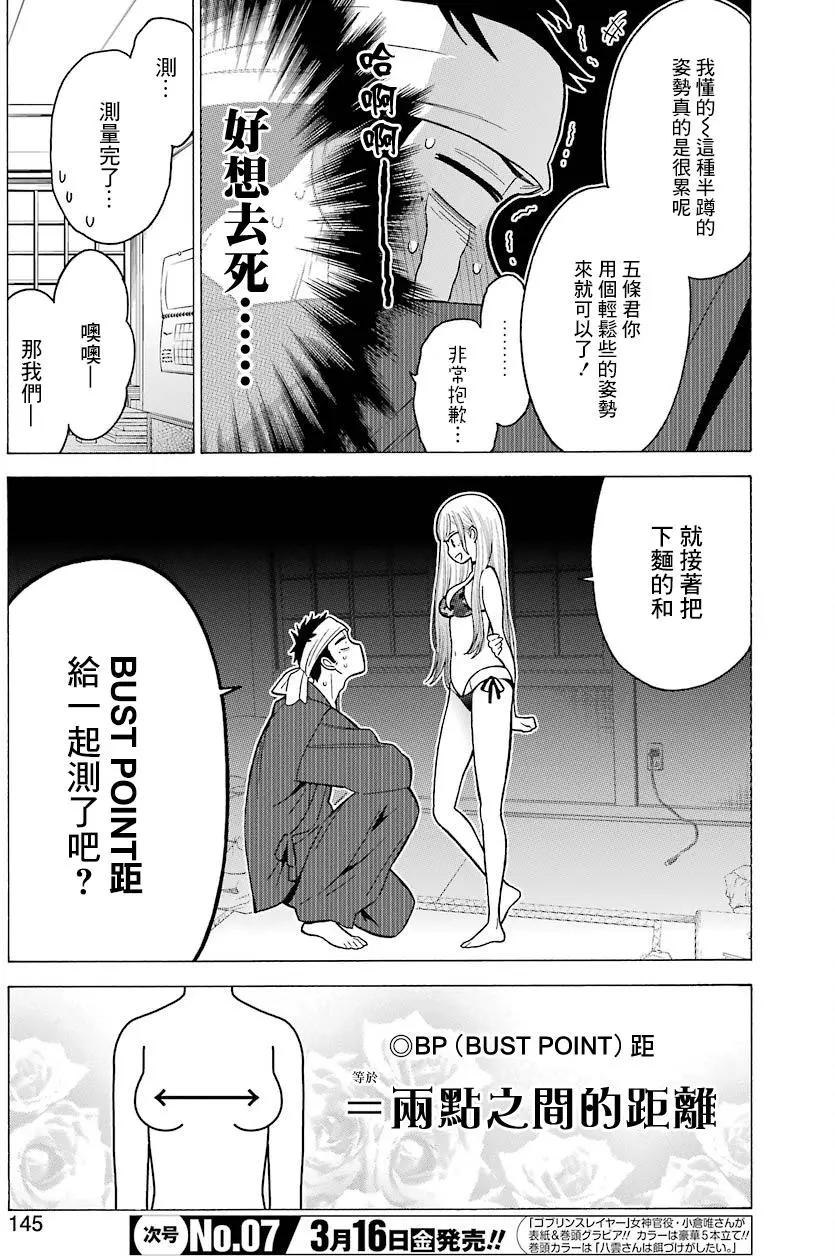 我懂的～這種半蹲的
姿勢真的是很累呢
五條君你
用個輕鬆些的姿勢
來就可以了！
非常抱歉…
好想去死……
測…
測量完了…
噢噢—
那我們—
就接著把
下麵的和
BUST POINT距
給一起測了吧？
◎BP（BUST POINT）距
等於
＝兩點之間的距離
145
次号 No.07 3月16日金発売!!
「ゴブリンスレイヤー」女神官役・小倉唯さんが
表紙&巻頭グラビア!! カラーは豪華5本立て!!
巻頭カラーは「八雲さんは餌づけがしたい。」